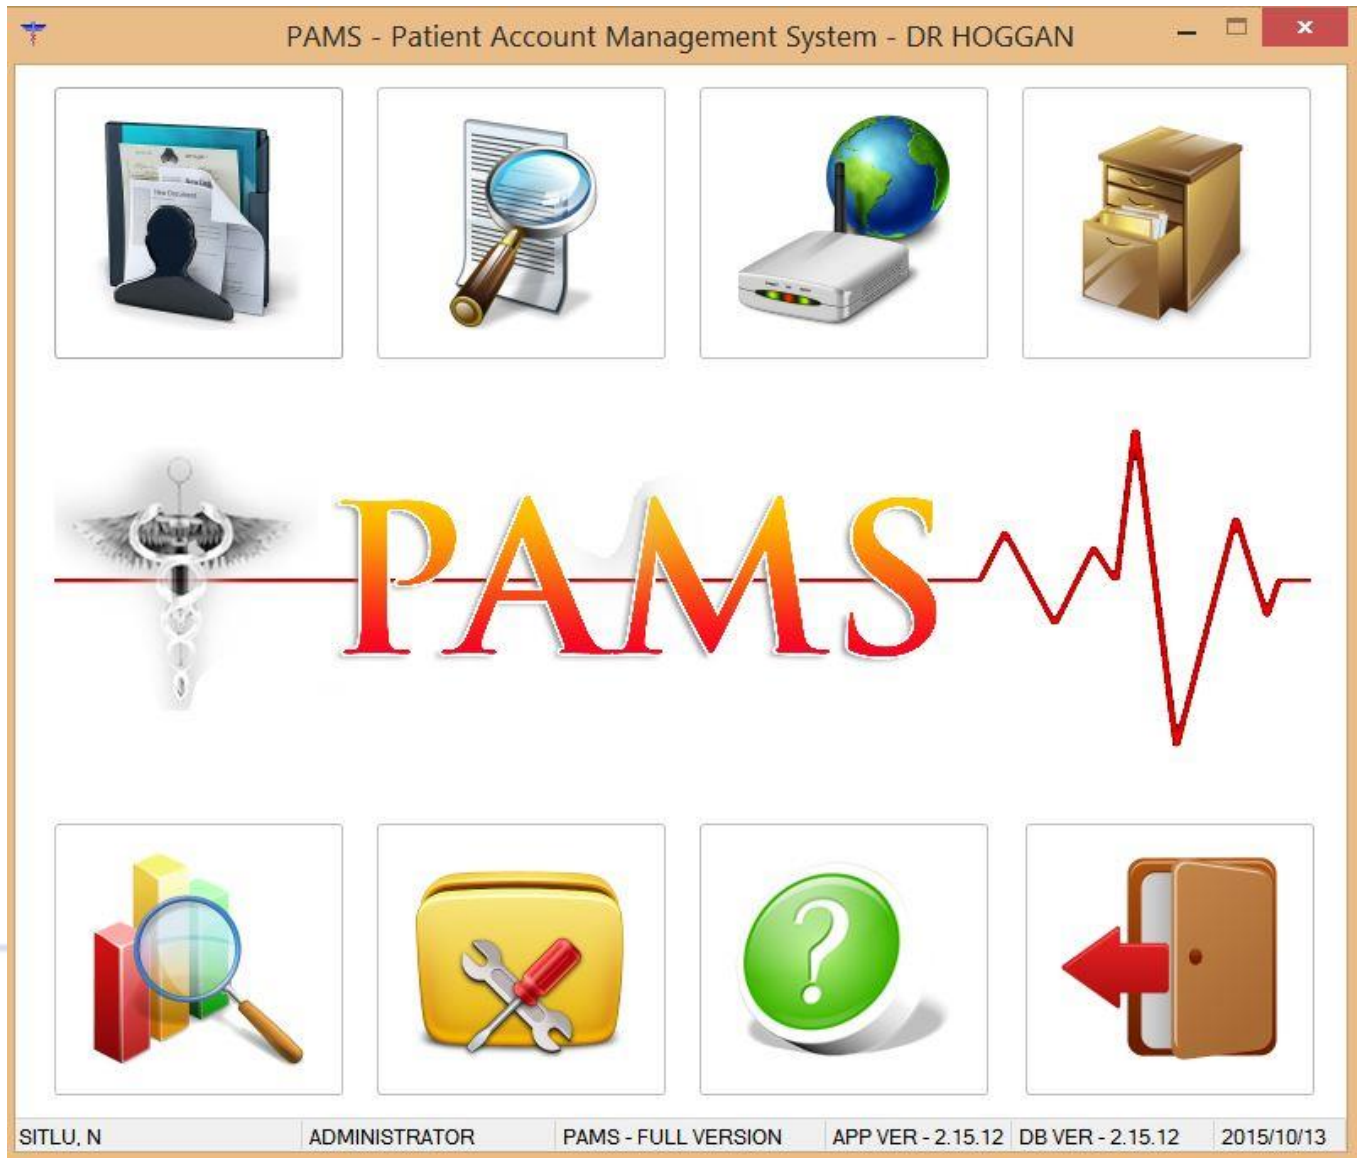 PAMS - Patient Account Management System - DR HOGGAN
PAMS
SITLU, N ADMINISTRATOR PAMS - FULL VERSION APP VER - 2.15.12 DB VER - 2.15.12 2015/10/13